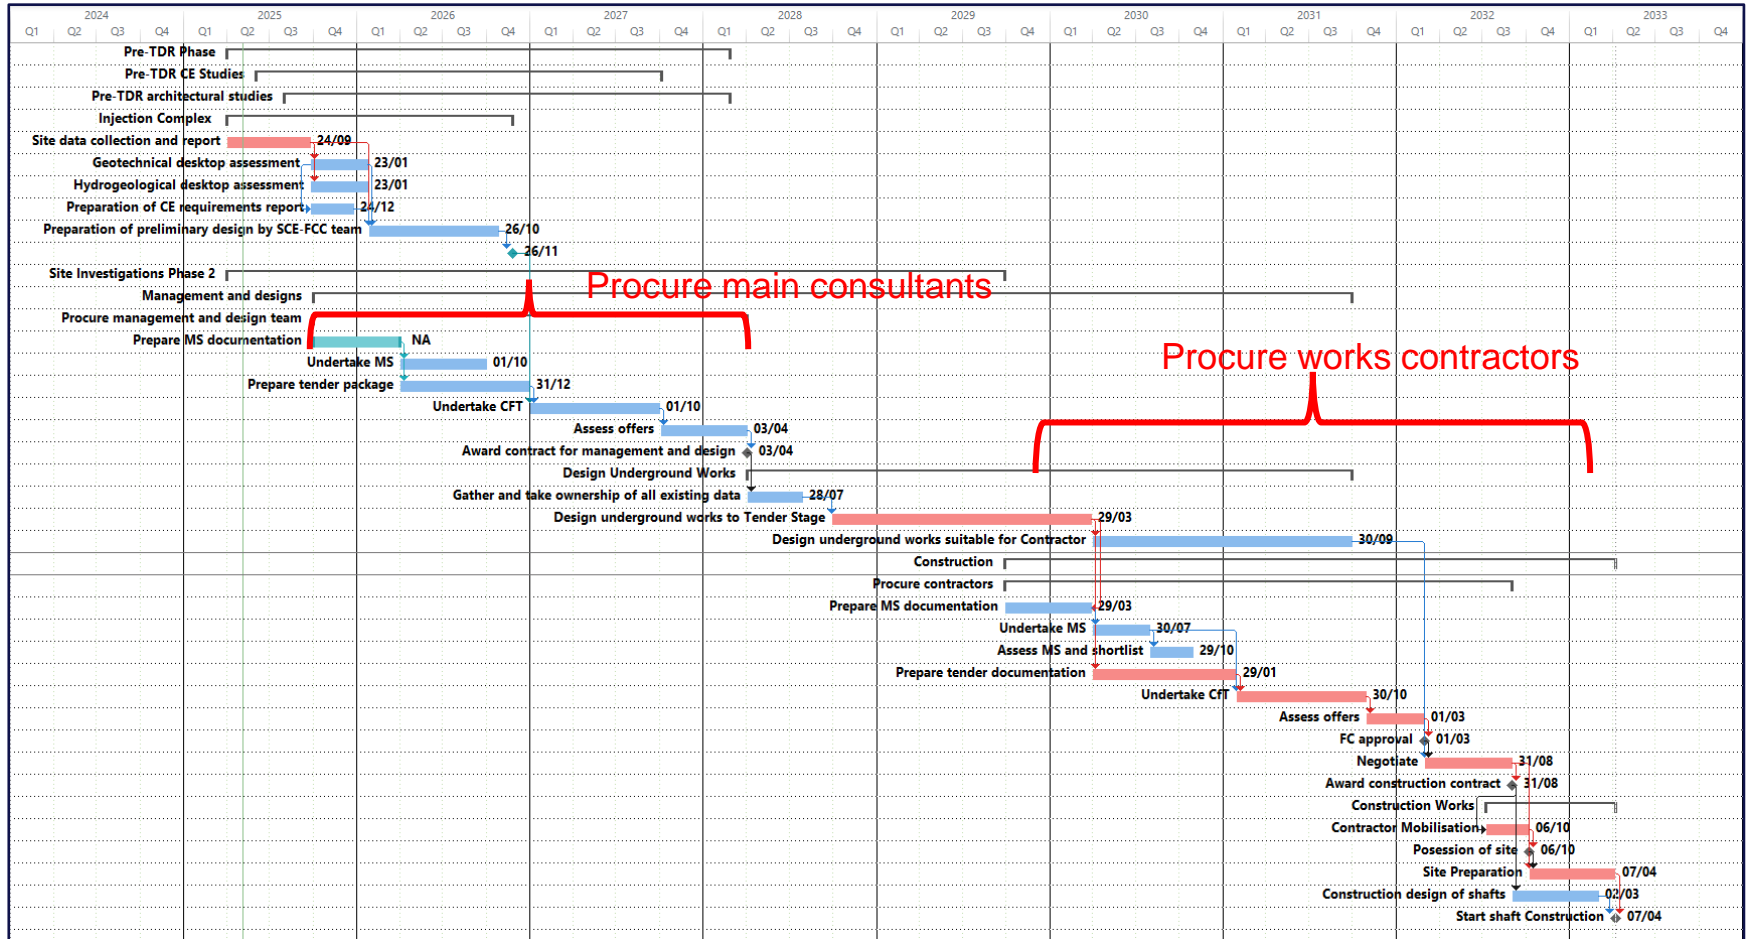 2024 2025 2026 2027 2028 2029 2030 2031 2032 2033
Q1 Q2 Q3 Q4 Q1 Q2 Q3 Q4 Q1 Q2 Q3 Q4 Q1 Q2 Q3 Q4 Q1 Q2 Q3 Q4 Q1 Q2 Q3 Q4 Q1 Q2 Q3 Q4 Q1 Q2 Q3 Q4 Q1 Q2 Q3 Q4 Q1 Q2 Q3 Q4
Pre-TDR Phase
Pre-TDR CE Studies
Pre-TDR architectural studies
Injection Complex
Site data collection and report 24/09
Geotechnical desktop assessment 23/01
Hydrogeological desktop assessment 23/01
Preparation of CE requirements report 24/12
Preparation of preliminary design by SCE-FCC team 26/10
26/11
Site Investigations Phase 2
Procure main consultants
Management and designs
Procure management and design team
Prepare MS documentation NA
Procure works contractors
Undertake MS 01/10
Prepare tender package 31/12
Undertake CFT 01/10
Assess offers 03/04
Award contract for management and design 03/04
Design Underground Works
Gather and take ownership of all existing data 28/07
Design underground works to Tender Stage 29/03
Design underground works suitable for Contractor 30/09
Construction
Procure contractors
Prepare MS documentation 29/03
Undertake MS 30/07
Assess MS and shortlist 29/10
Prepare tender documentation 29/01
Undertake CfT 30/10
Assess offers 01/03
FC approval 01/03
Negotiate 31/08
Award construction contract 31/08
Construction Works
Contractor Mobilisation 06/10
Posession of site 06/10
Site Preparation 07/04
Construction design of shafts 02/03
Start shaft Construction 07/04